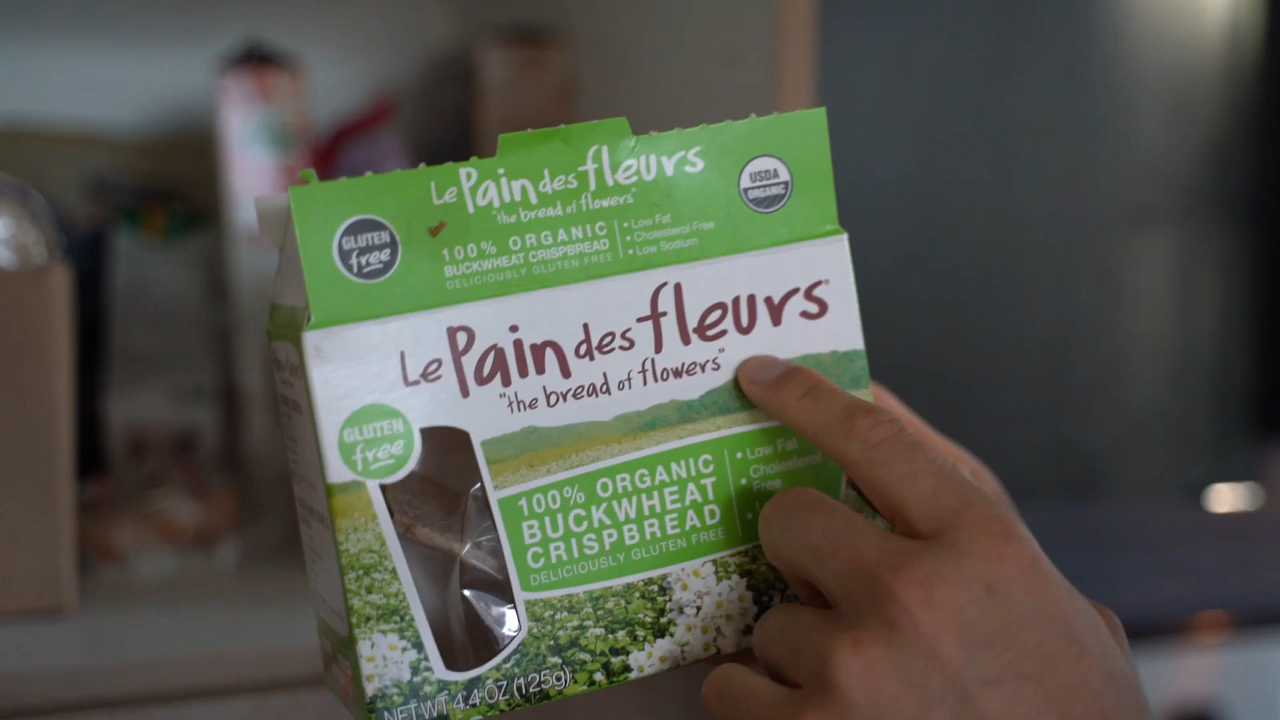 Le Pain des fleurs
"the bread of flowers"
GLUTEN
free
100% ORGANIC
BUCKWHEAT CRISPBREAD
DELICIOUSLY GLUTEN FREE
• Low Fat
• Cholesterol Free
• Low Sodium
USDA
ORGANIC
Le Pain des fleurs®
"the bread of flowers"
GLUTEN
free
100% ORGANIC
BUCKWHEAT
CRISPBREAD
DELICIOUSLY GLUTEN FREE
• Low Fat
• Cholesterol
Free
NET WT 4.4 OZ (125g)